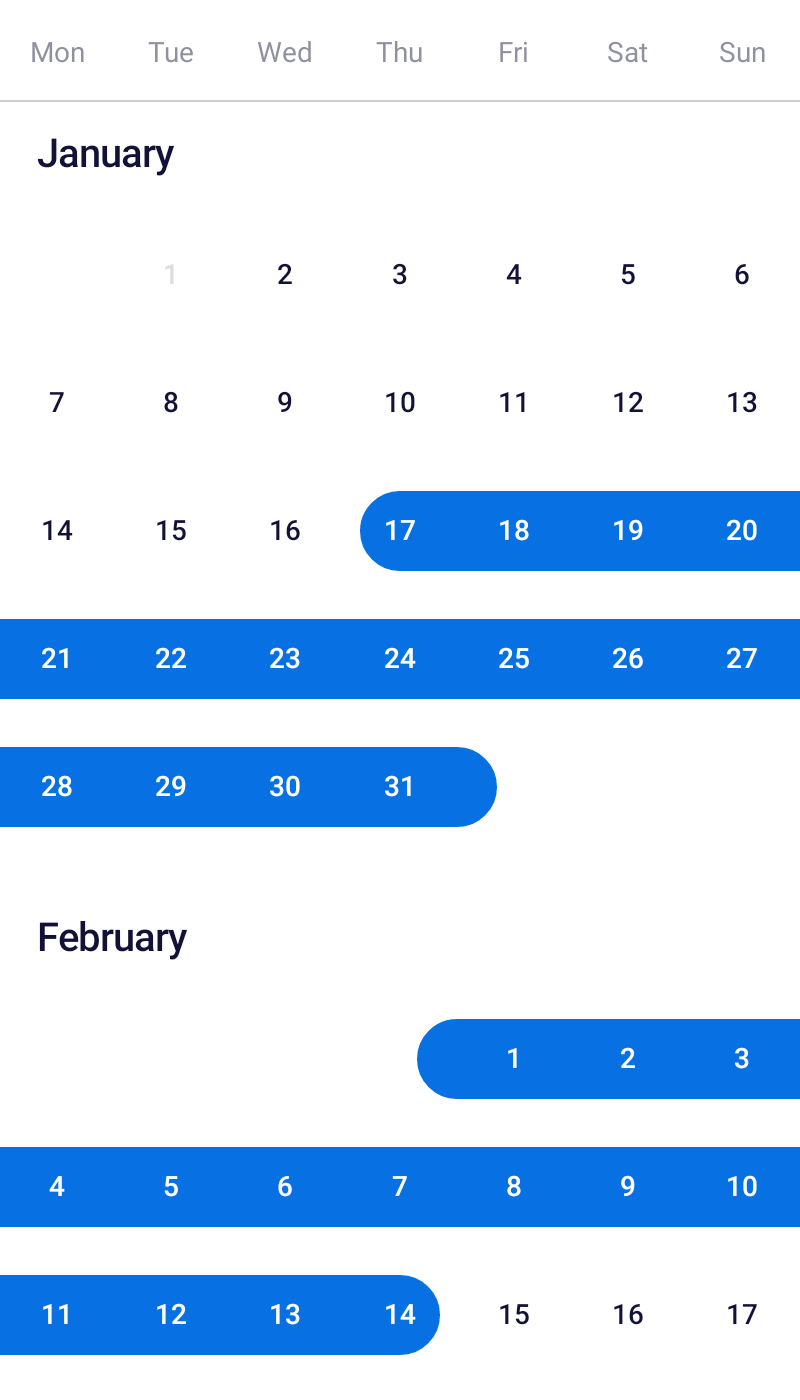 Mon Tue Wed Thu Fri Sat Sun
January
1 2 3 4 5 6
7 8 9 10 11 12 13
14 15 16 17 18 19 20
21 22 23 24 25 26 27
28 29 30 31
February
1 2 3
4 5 6 7 8 9 10
11 12 13 14 15 16 17